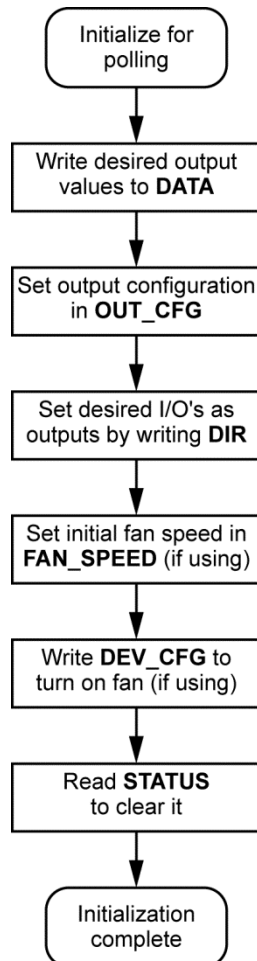 Initialize for
polling
Write desired output
values to DATA
Set output configuration
in OUT_CFG
Set desired I/O's as
outputs by writing DIR
Set initial fan speed in
FAN_SPEED (if using)
Write DEV_CFG to
turn on fan (if using)
Read STATUS
to clear it
Initialization
complete